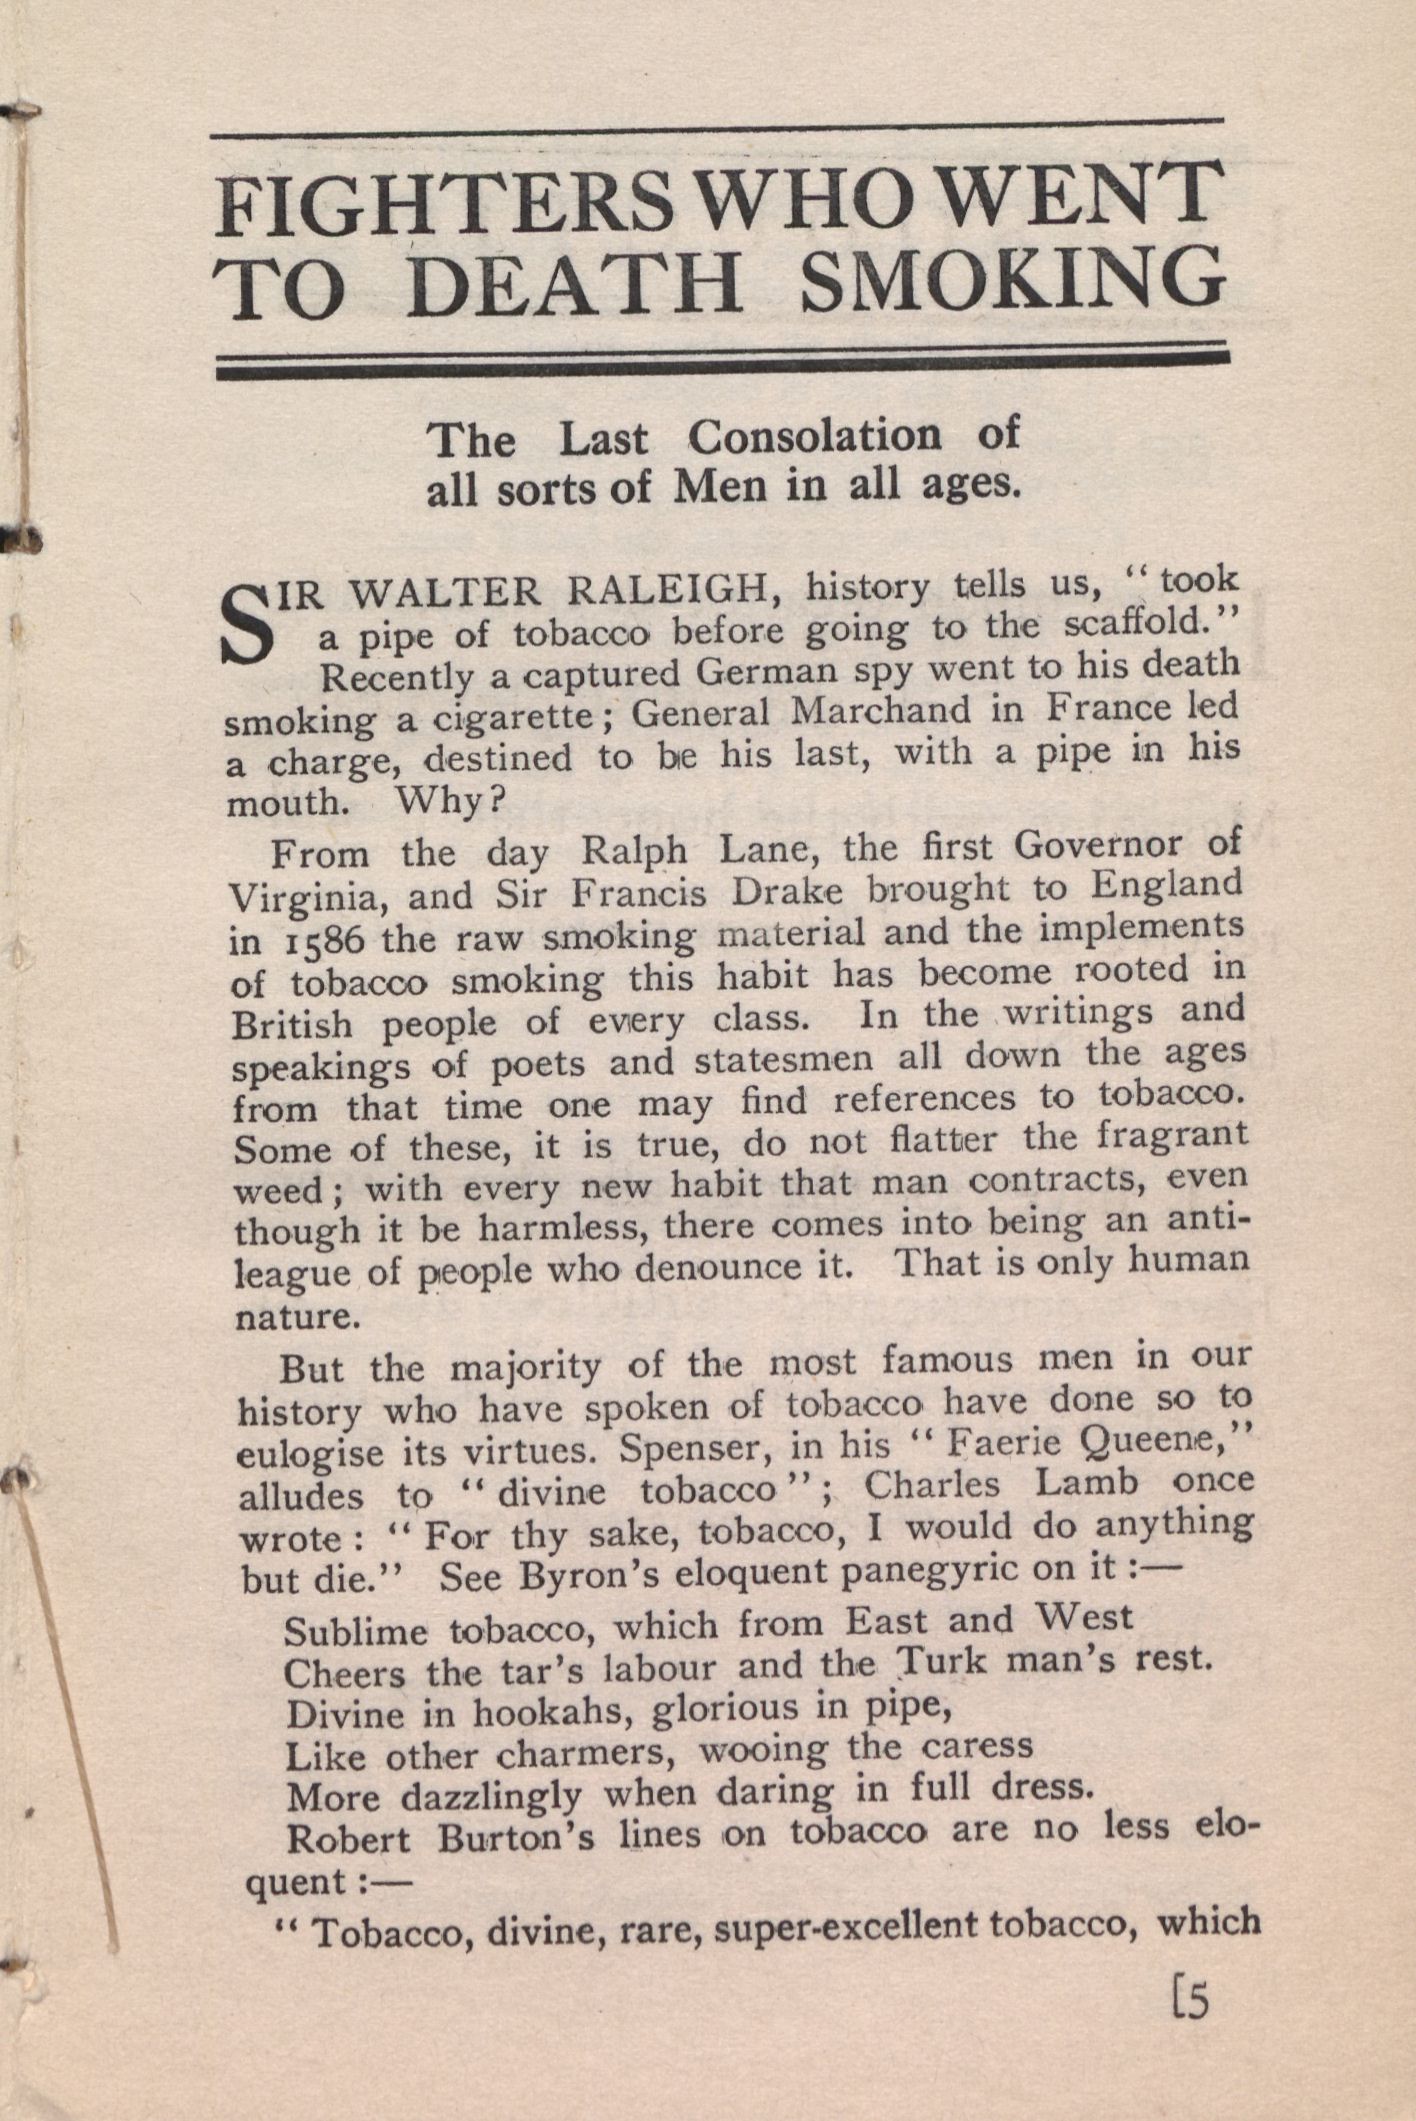 FIGHTERS WHO WENT
TO DEATH SMOKING
The Last Consolation of
all sorts of Men in all ages.
SIR WALTER RALEIGH, history tells us, “ took
a pipe of tobacco before going to the scaffold.”
Recently a captured German spy went to his death
smoking a cigarette ; General Marchand in France led
a charge, destined to be his last, with a pipe in his
mouth. Why ?
From the day Ralph Lane, the first Governor of
Virginia, and Sir Francis Drake brought to England
in 1586 the raw smoking material and the implements
of tobacco smoking this habit has become rooted in
British people of every class. In the writings and
speakings of poets and statesmen all down the ages
from that time one may find references to tobacco.
Some of these, it is true, do not flatter the fragrant
weed ; with every new habit that man contracts, even
though it be harmless, there comes into being an anti-
league of people who denounce it. That is only human
nature.
But the majority of the most famous men in our
history who have spoken of tobacco have done so to
eulogise its virtues. Spenser, in his “ Faerie Queene,”
alludes to “ divine tobacco ” ; Charles Lamb once
wrote : “ For thy sake, tobacco, I would do anything
but die.” See Byron’s eloquent panegyric on it :—
Sublime tobacco, which from East and West
Cheers the tar’s labour and the Turk man’s rest.
Divine in hookahs, glorious in pipe,
Like other charmers, wooing the caress
More dazzlingly when daring in full dress.
Robert Burton’s lines on tobacco are no less elo-
quent :—
“ Tobacco, divine, rare, super-excellent tobacco, which
[5